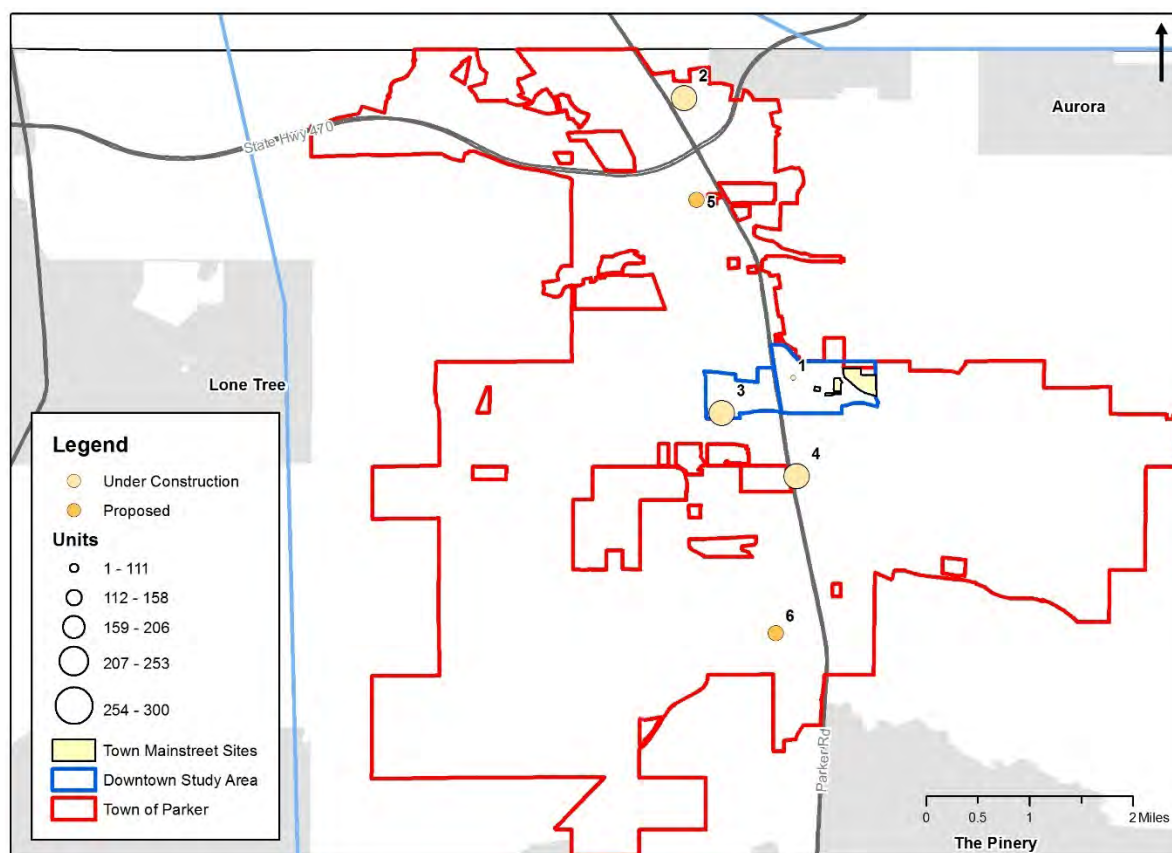 2
Aurora
State Hwy 470
5
1
Lone Tree
3
4
Legend
Under Construction
Proposed
Units
1 - 111
112 - 158
159 - 206
207 - 253
254 - 300
Town Mainstreet Sites
Downtown Study Area
Town of Parker
6
Parker Rd
0 0.5 1 2 Miles
The Pinery